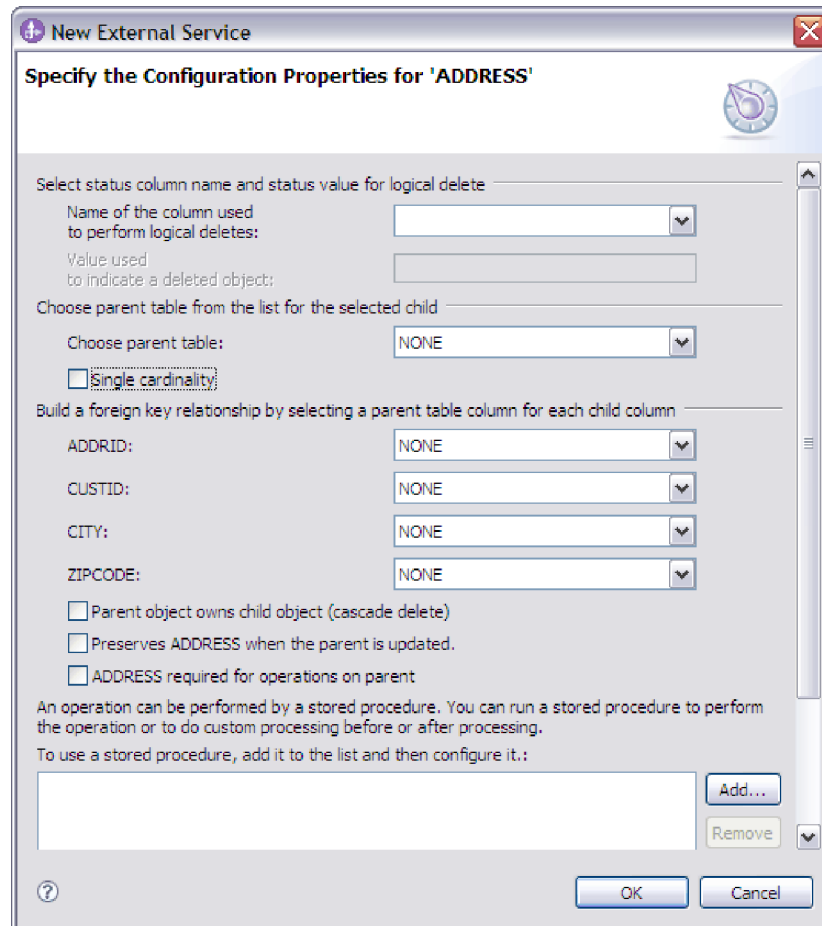 New External Service
Specify the Configuration Properties for 'ADDRESS'
Select status column name and status value for logical delete
Name of the column used
to perform logical deletes:
Value used
to indicate a deleted object:
Choose parent table from the list for the selected child
Choose parent table: NONE
Single cardinality
Build a foreign key relationship by selecting a parent table column for each child column
ADDRID: NONE
CUSTID: NONE
CITY: NONE
ZIPCODE: NONE
Parent object owns child object (cascade delete)
Preserves ADDRESS when the parent is updated.
ADDRESS required for operations on parent
An operation can be performed by a stored procedure. You can run a stored procedure to perform
the operation or to do custom processing before or after processing.
To use a stored procedure, add it to the list and then configure it.:
Add...
Remove
? OK Cancel